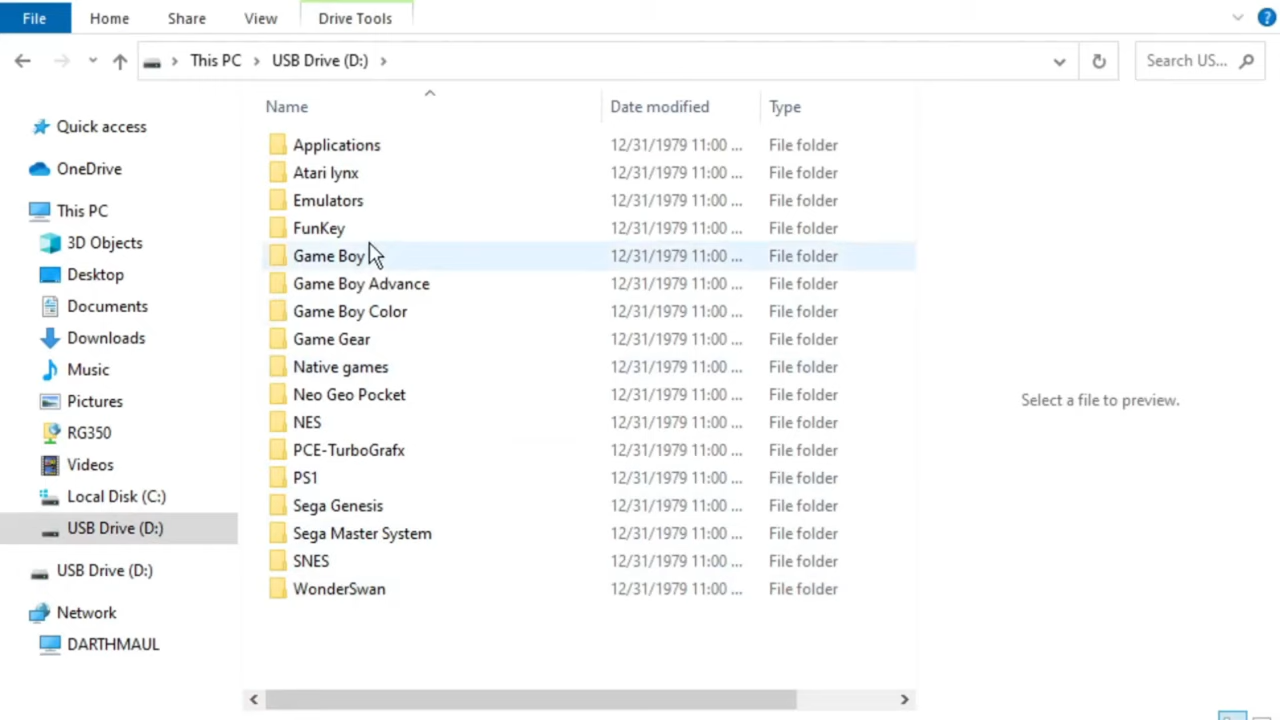 File Home Share View Drive Tools
This PC > USB Drive (D:) > Search US...
Name Date modified Type
Quick access
OneDrive
This PC
3D Objects
Desktop
Documents
Downloads
Music
Pictures
RG350
Videos
Local Disk (C:)
USB Drive (D:)
USB Drive (D:)
Network
DARTHMAUL
Applications 12/31/1979 11:00 ... File folder
Atari lynx 12/31/1979 11:00 ... File folder
Emulators 12/31/1979 11:00 ... File folder
FunKey 12/31/1979 11:00 ... File folder
Game Boy 12/31/1979 11:00 ... File folder
Game Boy Advance 12/31/1979 11:00 ... File folder
Game Boy Color 12/31/1979 11:00 ... File folder
Game Gear 12/31/1979 11:00 ... File folder
Native games 12/31/1979 11:00 ... File folder
Neo Geo Pocket 12/31/1979 11:00 ... File folder
NES 12/31/1979 11:00 ... File folder
PCE-TurboGrafx 12/31/1979 11:00 ... File folder
PS1 12/31/1979 11:00 ... File folder
Sega Genesis 12/31/1979 11:00 ... File folder
Sega Master System 12/31/1979 11:00 ... File folder
SNES 12/31/1979 11:00 ... File folder
WonderSwan 12/31/1979 11:00 ... File folder
Select a file to preview.